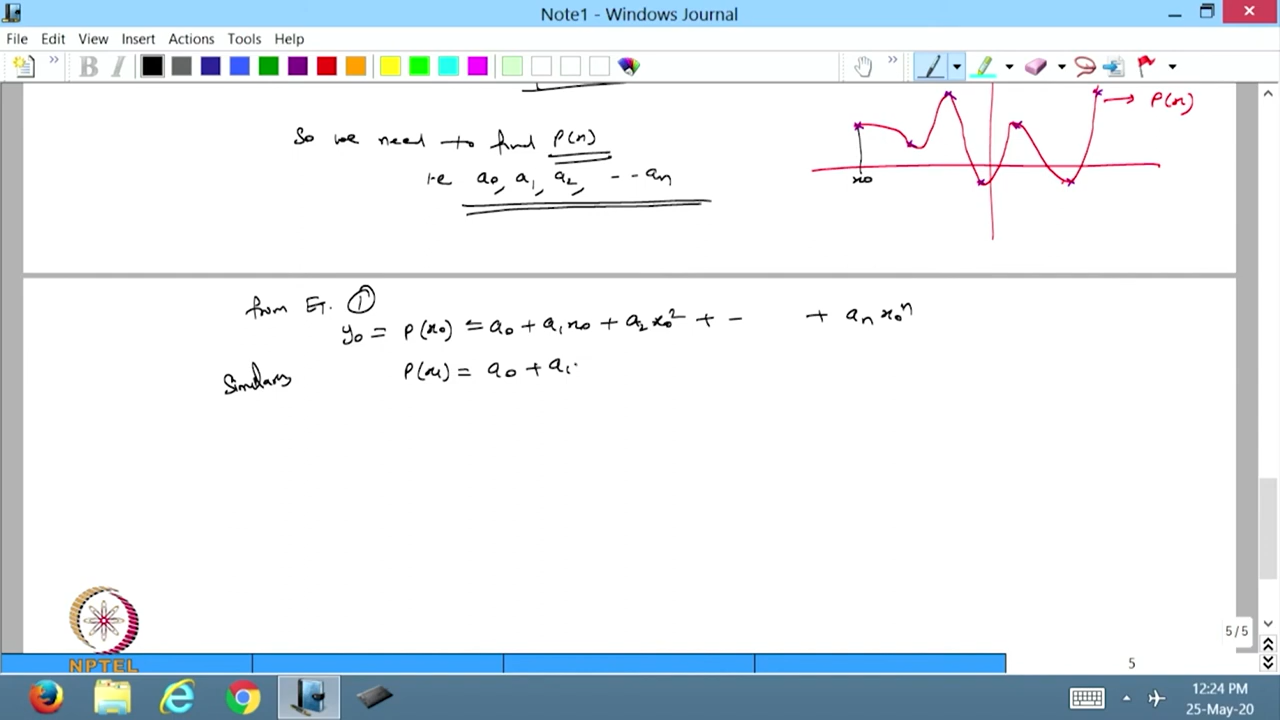 Note1 - Windows Journal
File Edit View Insert Actions Tools Help
B I
So we need to find P(x)
i.e a0, a1, a2, - - an
P(x)
x0
from Eq. ①
y0 = P(x0) = a0 + a1x0 + a2x0² + - + anx0ⁿ
Similarly P(x1) = a0 + a1
5/5
NPTEL
5
12:24 PM
25-May-20